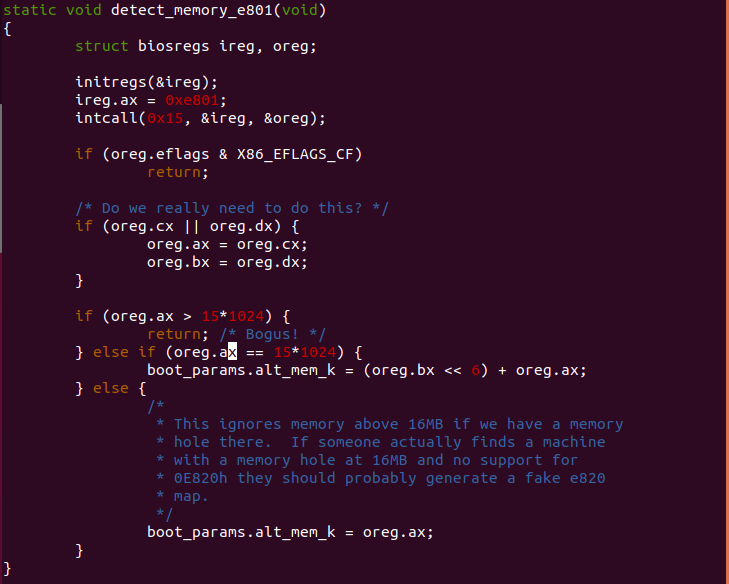 static void detect_memory_e801(void)
{
        struct biosregs ireg, oreg;

        initregs(&ireg);
        ireg.ax = 0xe801;
        intcall(0x15, &ireg, &oreg);

        if (oreg.eflags & X86_EFLAGS_CF)
                return;

        /* Do we really need to do this? */
        if (oreg.cx || oreg.dx) {
                oreg.ax = oreg.cx;
                oreg.bx = oreg.dx;
        }

        if (oreg.ax > 15*1024) {
                return; /* Bogus! */
        } else if (oreg.ax == 15*1024) {
                boot_params.alt_mem_k = (oreg.bx << 6) + oreg.ax;
        } else {
                /*
                 * This ignores memory above 16MB if we have a memory
                 * hole there.  If someone actually finds a machine
                 * with a memory hole at 16MB and no support for
                 * 0E820h they should probably generate a fake e820
                 * map.
                 */
                boot_params.alt_mem_k = oreg.ax;
        }
}